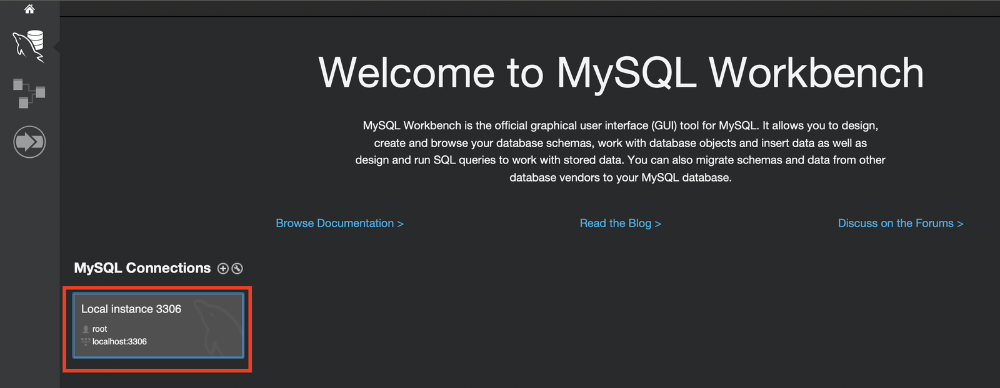 Welcome to MySQL Workbench
MySQL Workbench is the official graphical user interface (GUI) tool for MySQL. It allows you to design,
create and browse your database schemas, work with database objects and insert data as well as
design and run SQL queries to work with stored data. You can also migrate schemas and data from other
database vendors to your MySQL database.
Browse Documentation >
Read the Blog >
Discuss on the Forums >
MySQL Connections
Local instance 3306
root
localhost:3306